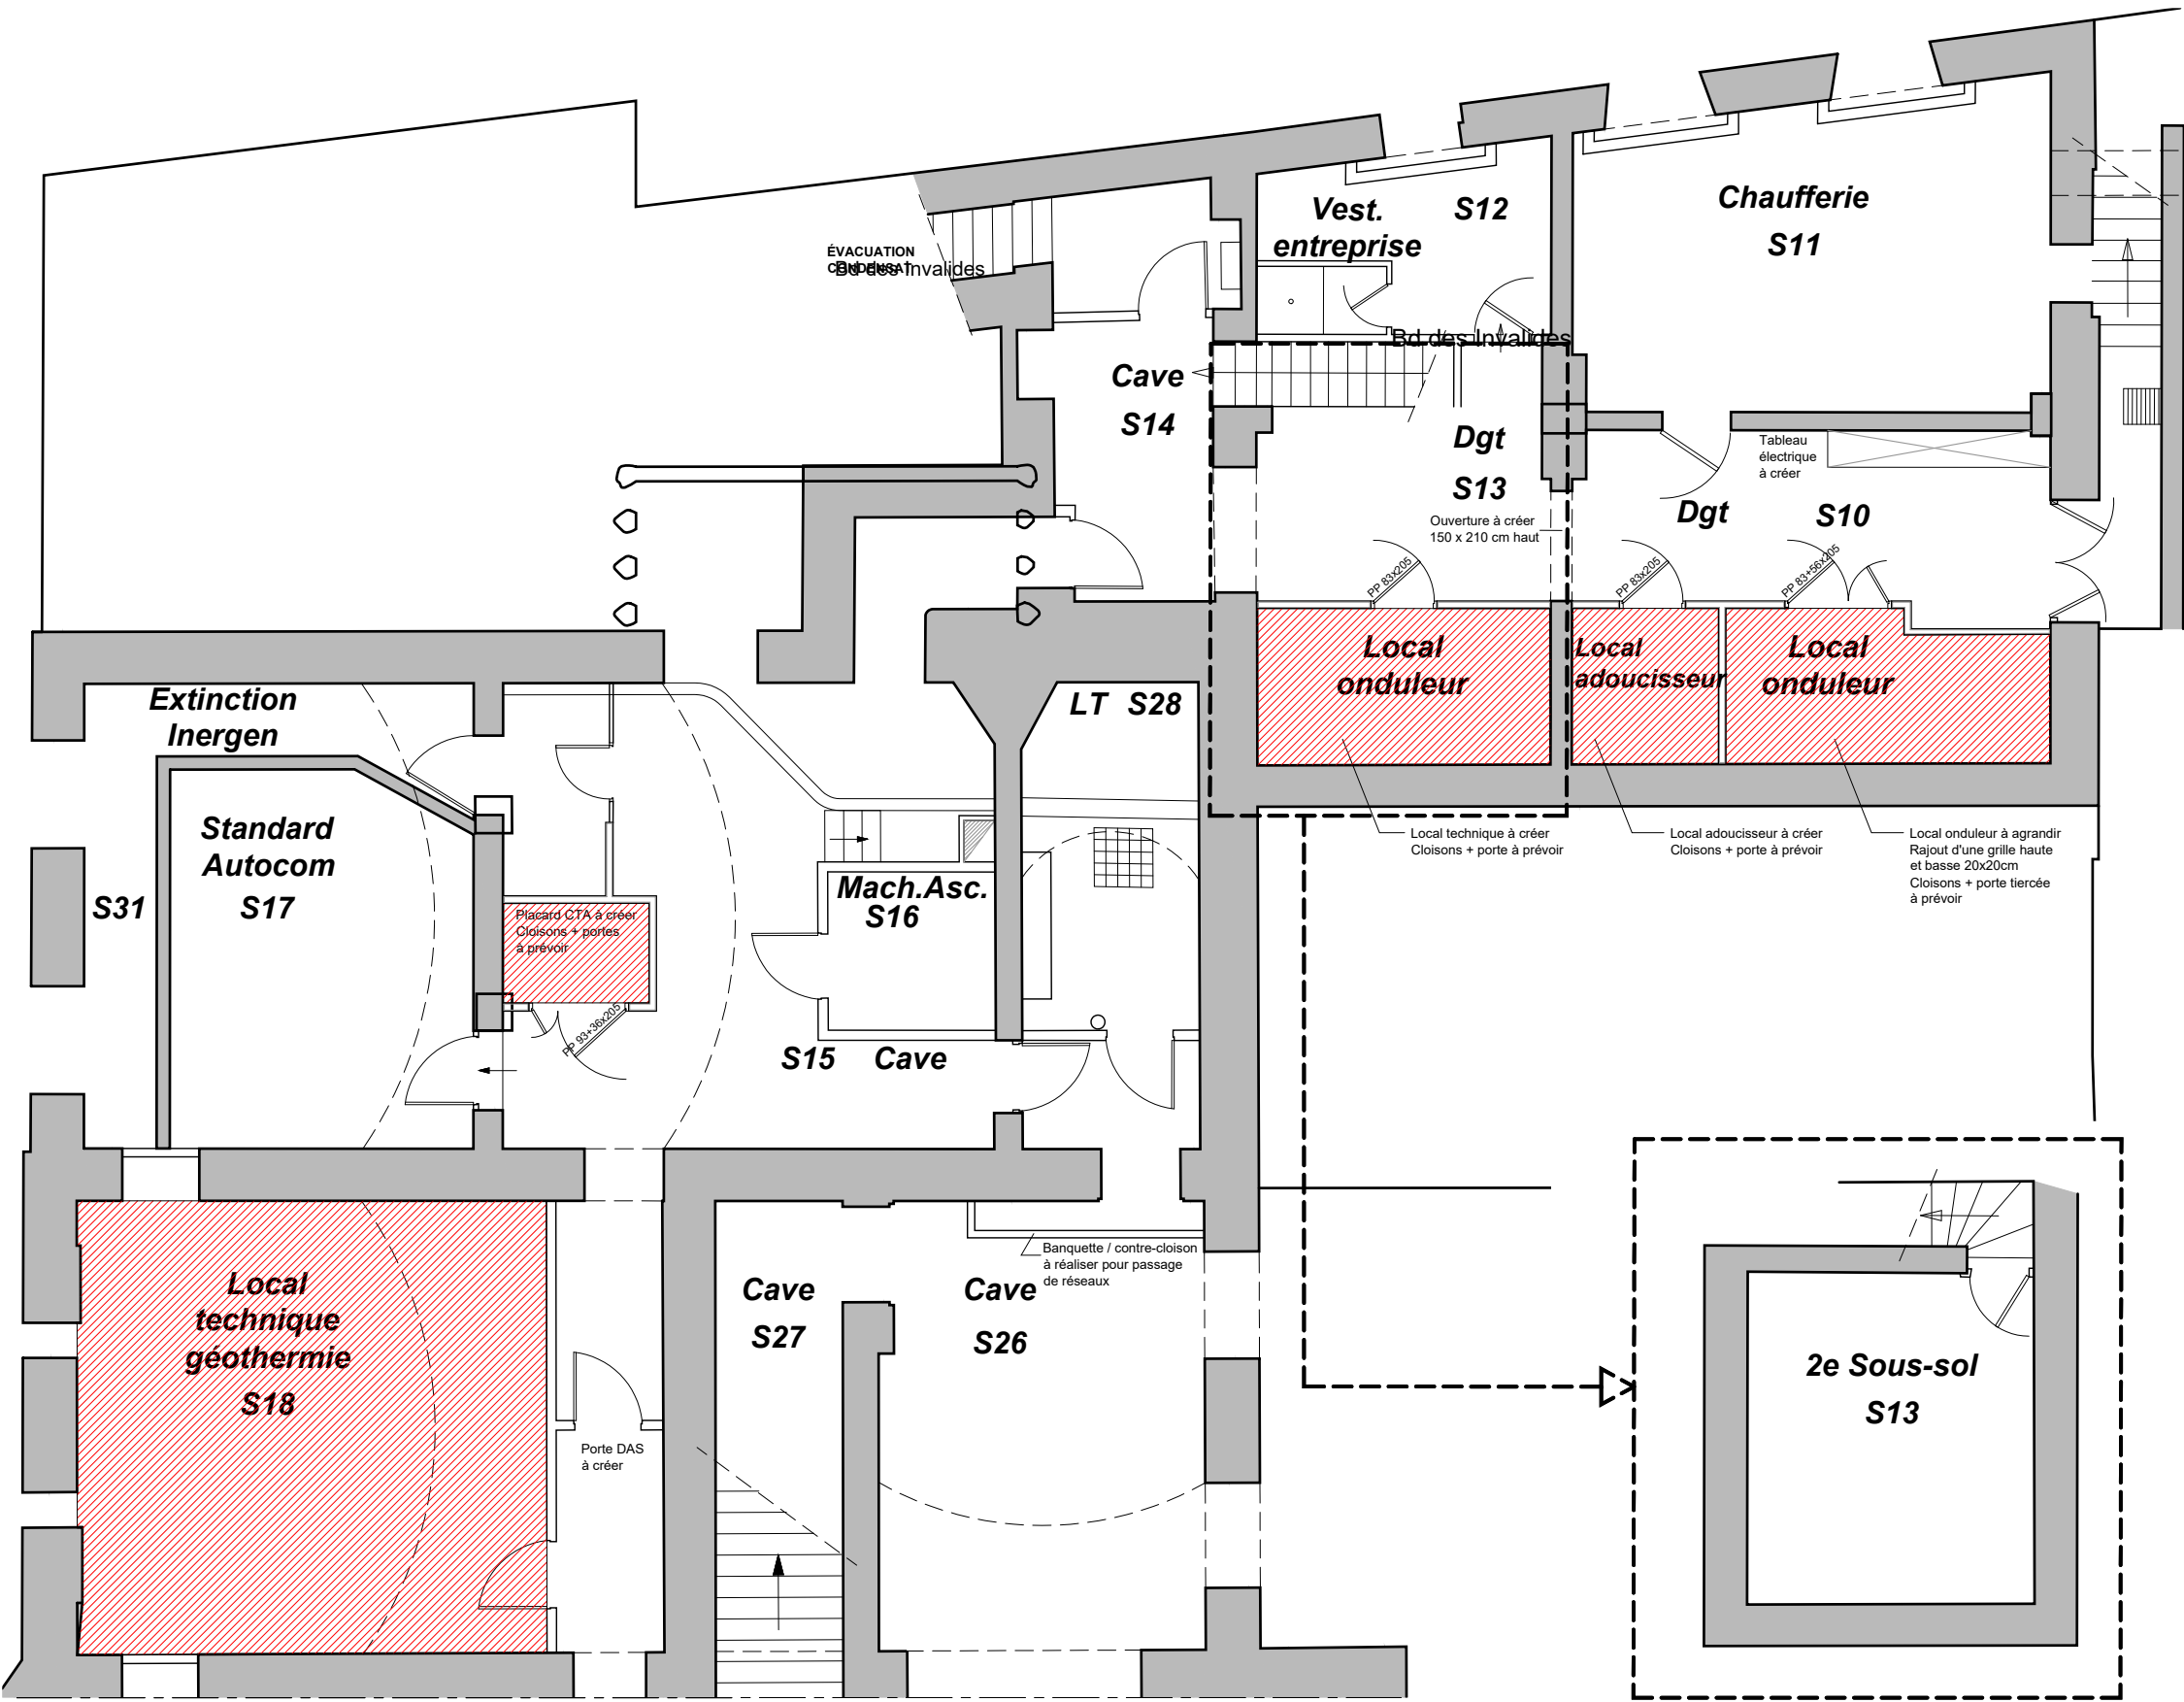 Vest.
entreprise
S12
Chaufferie
S11
ÉVACUATION
CONDENSAT
Bd des Invalides
Bd des Invalides
Cave
S14
Dgt
S13
Ouverture à créer
150 x 210 cm haut
Tableau
électrique
à créer
Dgt
S10
PP 83x205
PP 83x205
PP 83+56x205
Local
onduleur
Local
adoucisseur
Local
onduleur
Extinction
Inergen
LT S28
Standard
Autocom
S17
S31
Local technique à créer
Cloisons + porte à prévoir
Local adoucisseur à créer
Cloisons + porte à prévoir
Local onduleur à agrandir
Rajout d'une grille haute
et basse 20x20cm
Cloisons + porte tiercée
à prévoir
Mach.Asc.
S16
Placard CTA à créer
Cloisons + portes
à prévoir
PP 93+36x205
S15 Cave
Banquette / contre-cloison
à réaliser pour passage
de réseaux
Local
technique
géothermie
S18
Cave
S27
Cave
S26
Porte DAS
à créer
2e Sous-sol
S13